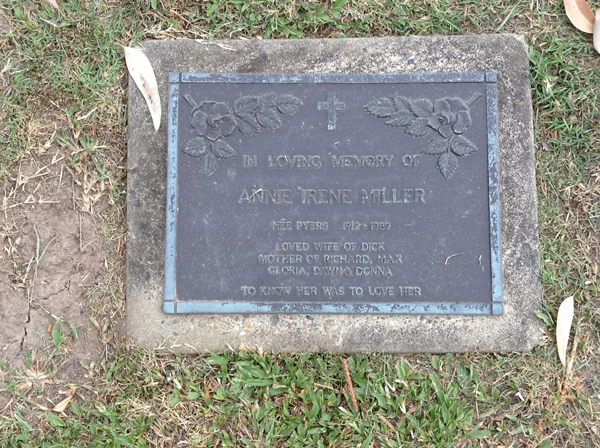 IN LOVING MEMORY OF
ANNIE IRENE MILLER
NÉE PYERS 1912 - 1989
LOVED WIFE OF DICK
MOTHER OF RICHARD, MAX
GLORIA, DAWN & DONNA
TO KNOW HER WAS TO LOVE HER